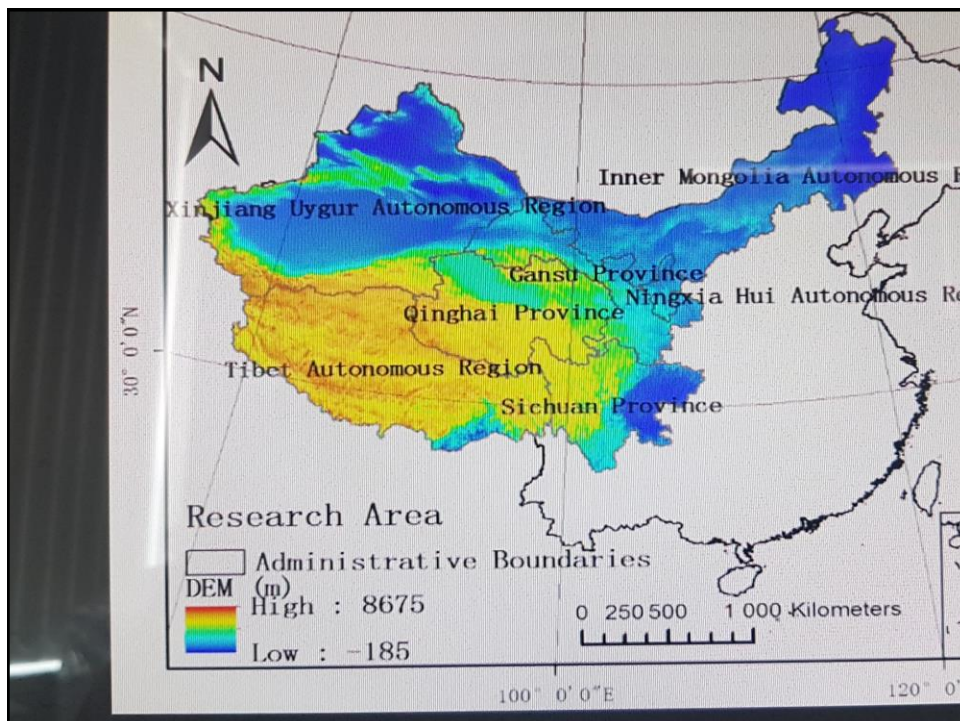 N
Inner Mongolia Autonomous
Xinjiang Uygur Autonomous Region
Gansu Province
Ningxia Hui Autonomous
Qinghai Province
30° 0′0″N
Tibet Autonomous Region
Sichuan Province
Research Area
Administrative Boundaries
DEM (m)
High : 8675
Low : -185
0 250 500 1 000 Kilometers
100° 0′0″E
120° 0′